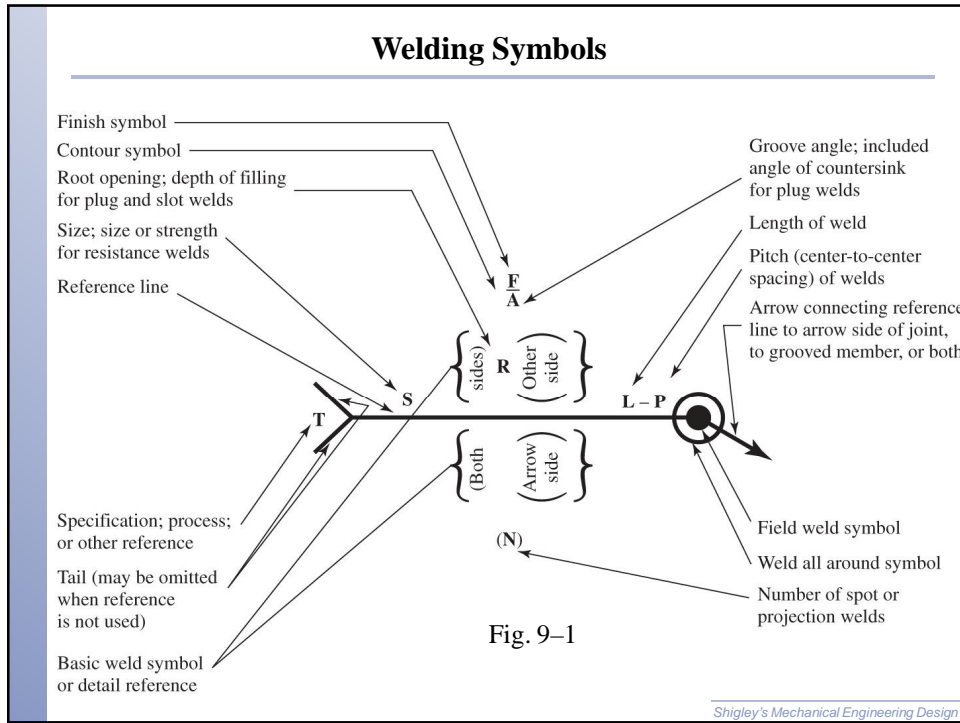 Welding Symbols
Finish symbol
Contour symbol
Root opening; depth of filling
for plug and slot welds
Size; size or strength
for resistance welds
Reference line
Groove angle; included
angle of countersink
for plug welds
Length of weld
Pitch (center-to-center
spacing) of welds
Arrow connecting reference
line to arrow side of joint,
to grooved member, or both
F
A
sides)
R
(Other
side)
S
L – P
T
(Both
(Arrow
side)
(N)
Specification; process;
or other reference
Tail (may be omitted
when reference
is not used)
Basic weld symbol
or detail reference
Field weld symbol
Weld all around symbol
Number of spot or
projection welds
Fig. 9–1
Shigley's Mechanical Engineering Design